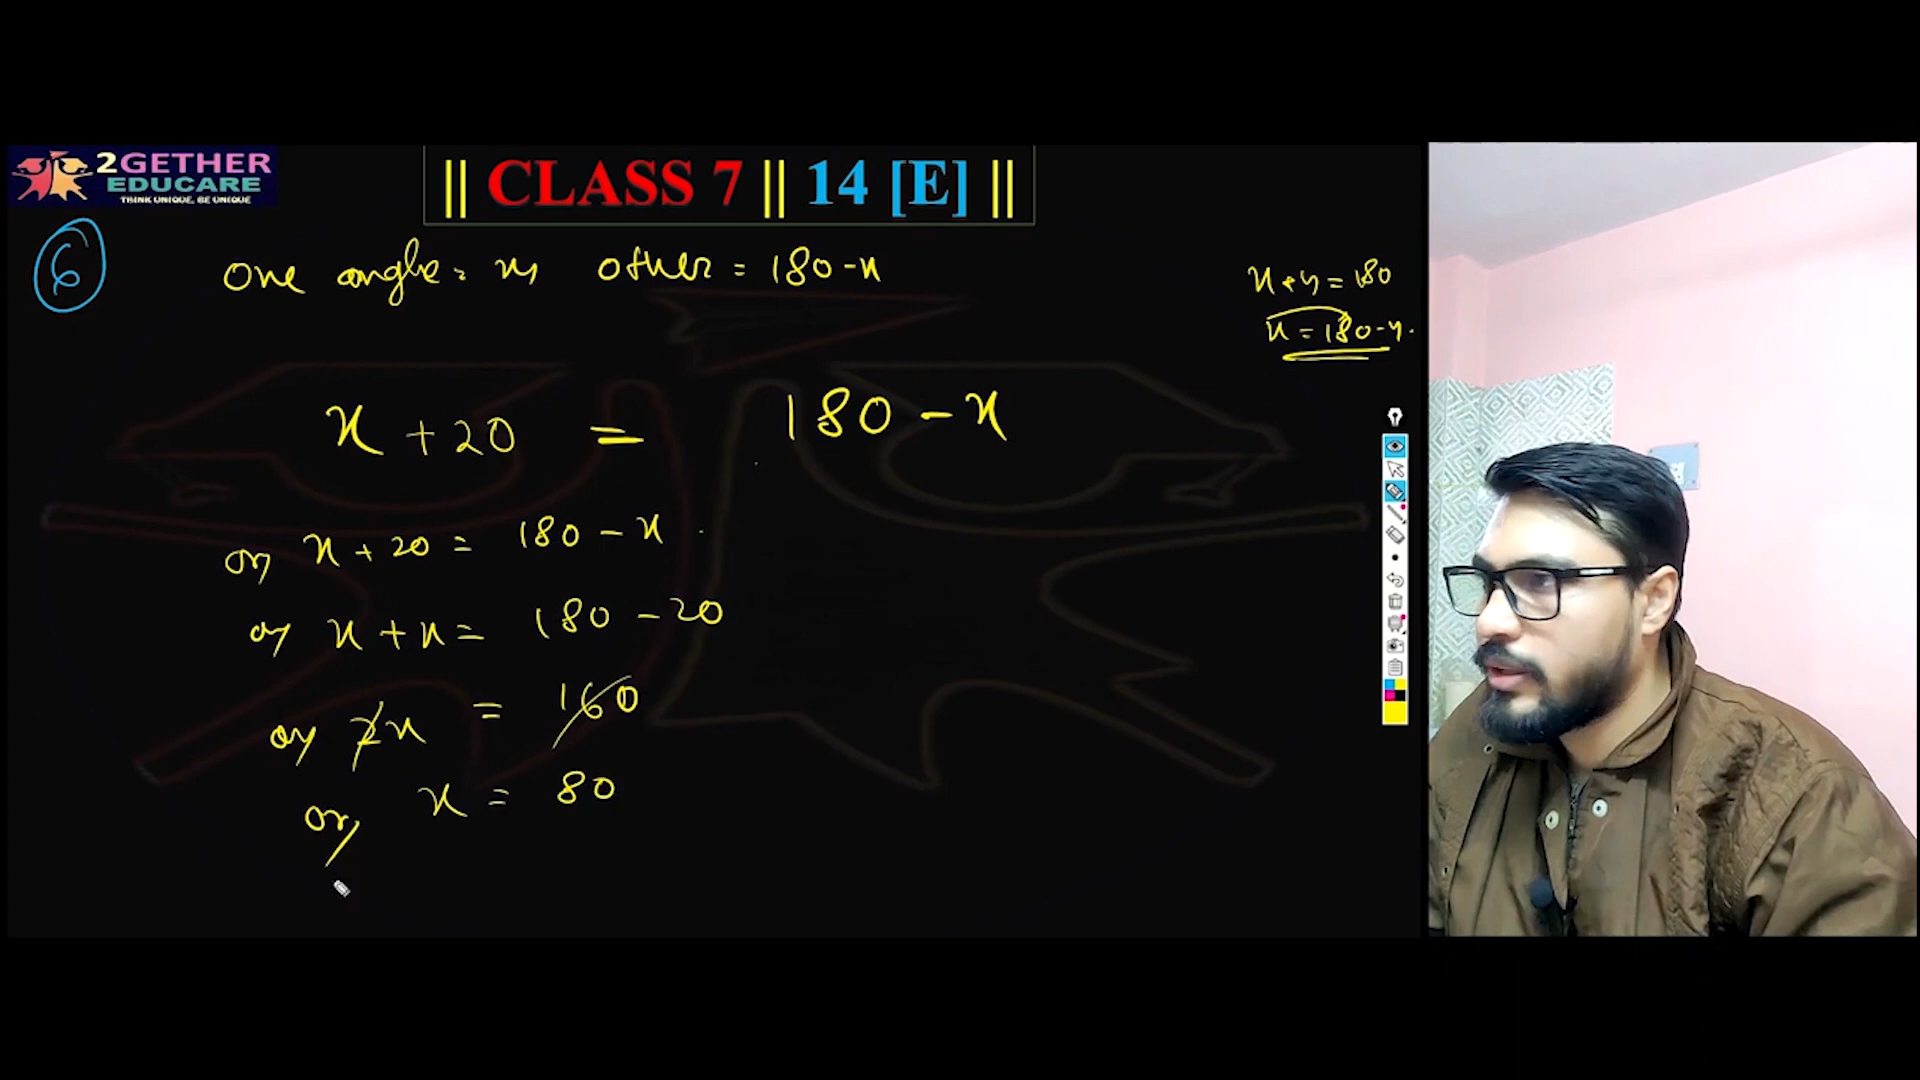 2GETHER
EDUCARE
THINK UNIQUE, BE UNIQUE
|| CLASS 7 || 14 [E] ||
6
One angle = x, other = 180-x
x+y = 180
x = 180-y.
x + 20 = 180 - x
or x + 20 = 180 - x
or x + x = 180 - 20
or 2x = 160
or x = 80